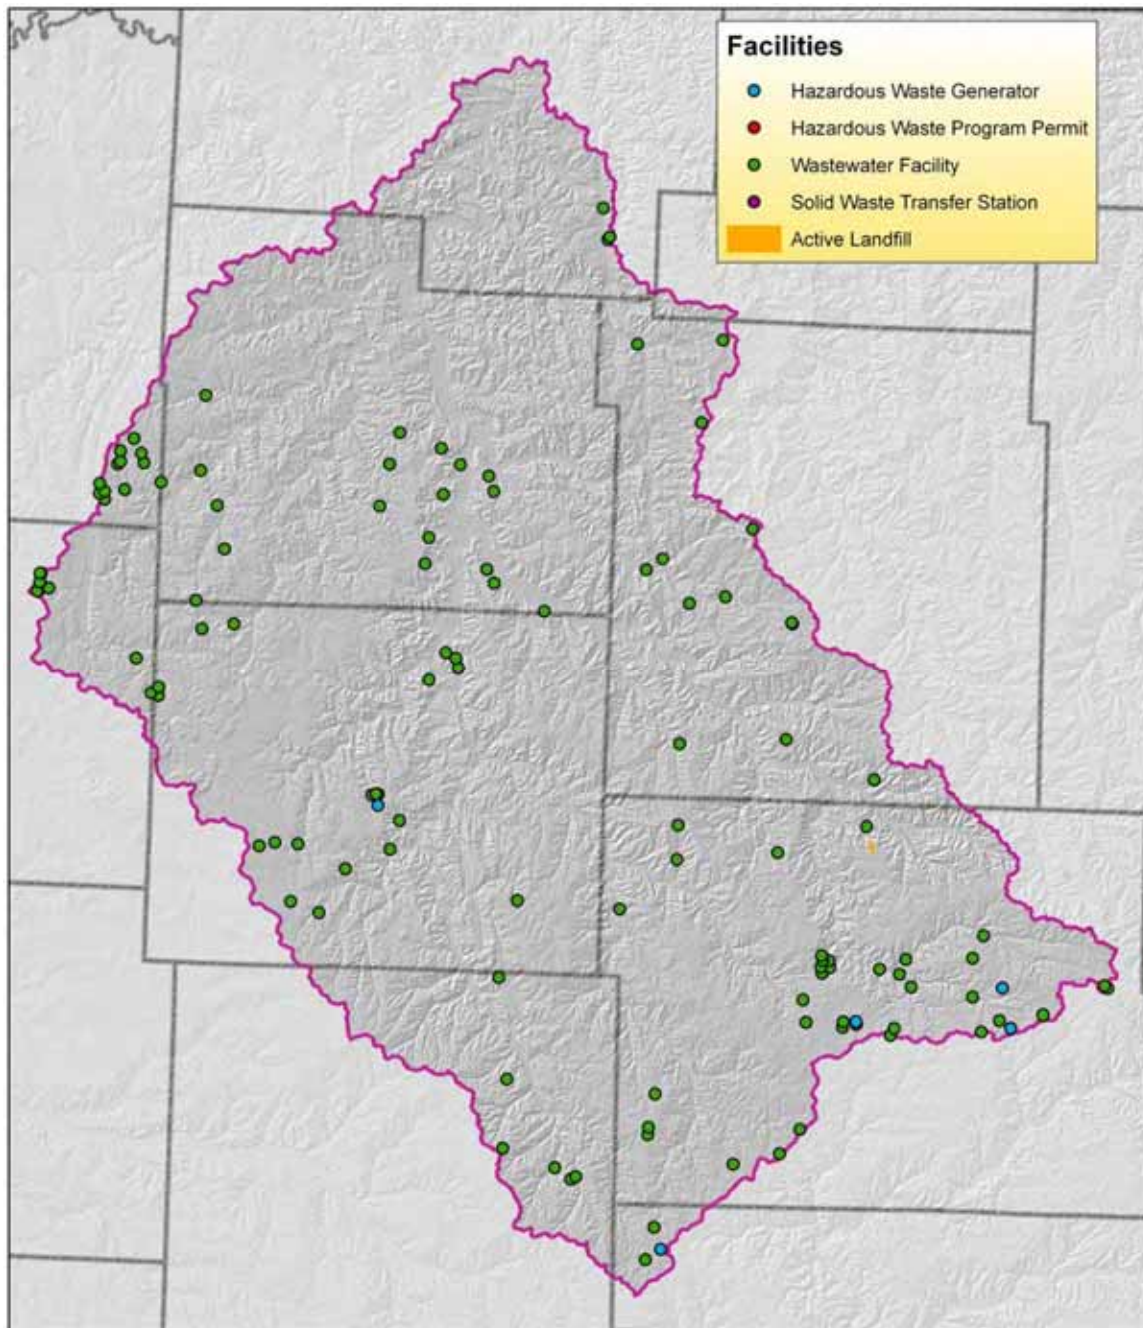 Facilities
Hazardous Waste Generator
Hazardous Waste Program Permit
Wastewater Facility
Solid Waste Transfer Station
Active Landfill